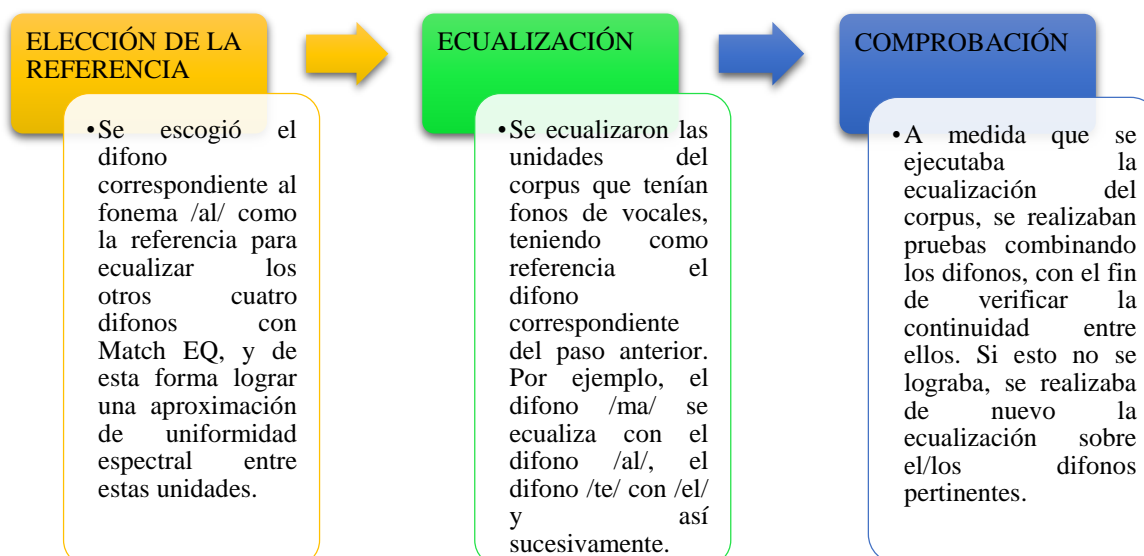 ELECCIÓN DE LA
REFERENCIA
•Se escogió el
difono
correspondiente al
fonema /al/ como
la referencia para
ecualizar los
otros cuatro
difonos con
Match EQ, y de
esta forma lograr
una aproximación
de uniformidad
espectral entre
estas unidades.
ECUALIZACIÓN
•Se ecualizaron las
unidades del
corpus que tenían
fonos de vocales,
teniendo como
referencia el
difono
correspondiente
del paso anterior.
Por ejemplo, el
difono /ma/ se
ecualiza con el
difono /al/, el
difono /te/ con /el/
y así
sucesivamente.
COMPROBACIÓN
•A medida que se
ejecutaba la
ecualización del
corpus, se realizaban
pruebas combinando
los difonos, con el fin
de verificar la
continuidad entre
ellos. Si esto no se
lograba, se realizaba
de nuevo la
ecualización sobre
el/los difonos
pertinentes.